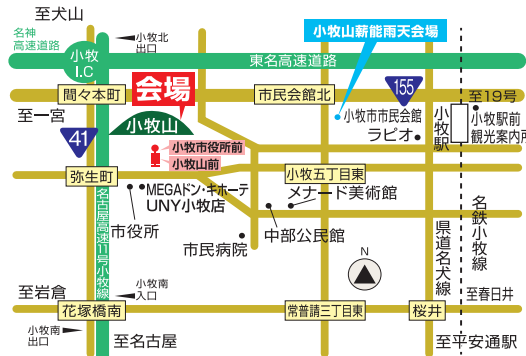 至犬山
小牧北
出口
小牧山薪能雨天会場
名神
高速道路
小牧
I.C
東名高速道路
間々本町
会場
市民会館北
155
至19号
至一宮
小牧山
小牧市市民会館
ラピオ
小牧駅
小牧駅前
観光案内所
41
小牧市役所前
小牧山前
弥生町
小牧五丁目東
MEGAドン・キホーテ
UNY小牧店
メナード美術館
名古屋高速11号小牧線
市役所
市民病院
中部公民館
県道名犬線
名鉄小牧線
N
至岩倉
小牧南
入口
至春日井
花塚橋南
常普請三丁目東
桜井
小牧南
出口
至名古屋
至平安通駅